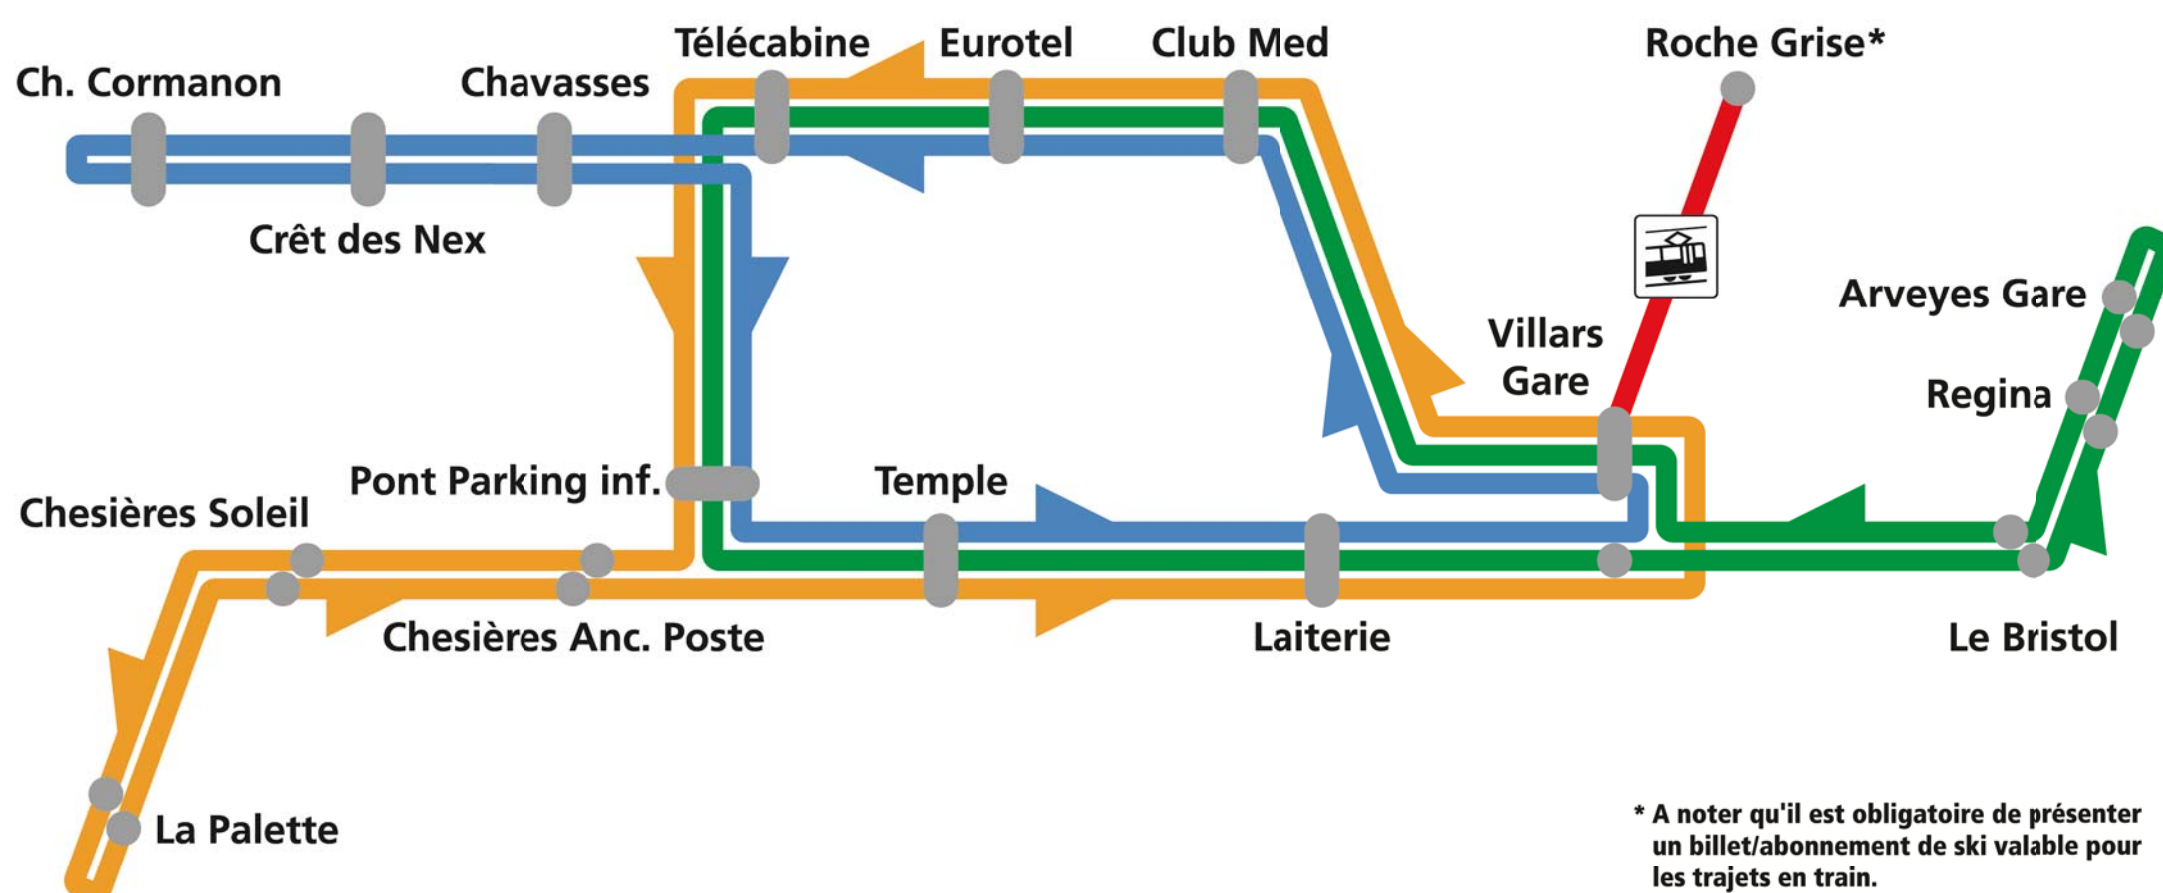 Télécabine
Eurotel
Club Med
Roche Grise*
Ch. Cormanon
Chavasses
Crêt des Nex
Arveyes Gare
Villars
Gare
Regina
Pont Parking inf.
Temple
Chesières Soleil
Chesières Anc. Poste
Laiterie
Le Bristol
La Palette
* A noter qu'il est obligatoire de présenter
un billet/abonnement de ski valable pour
les trajets en train.